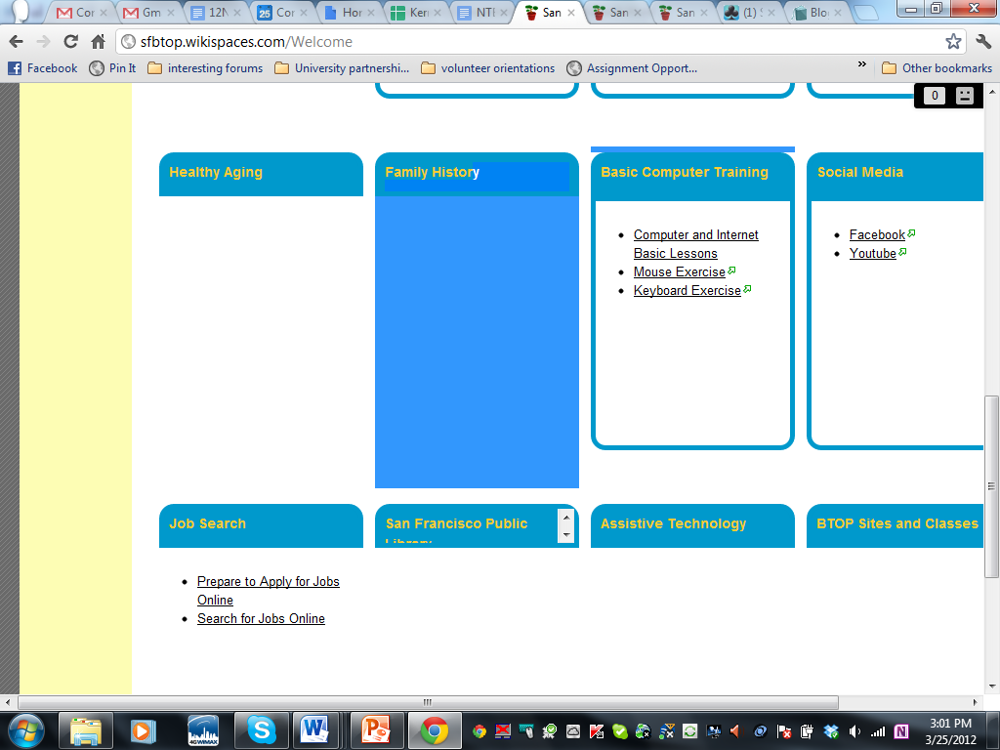 Cor
Gm
12N
25
Cor
Hor
Ker
NTI
San
San
San
(1)
Blo
sfbtop.wikispaces.com/Welcome
Facebook
Pin It
interesting forums
University partnershi...
volunteer orientations
Assignment Opport...
»
Other bookmarks
0
Healthy Aging
Family History
Basic Computer Training
Social Media
Computer and Internet
Basic Lessons
Mouse Exercise
Keyboard Exercise
Facebook
Youtube
Job Search
San Francisco Public
Library
Assistive Technology
BTOP Sites and Classes
Prepare to Apply for Jobs
Online
Search for Jobs Online
4G WIMAX
3:01 PM
3/25/2012